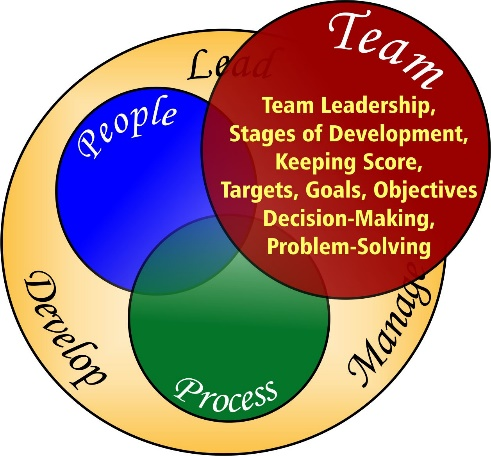 Lead
Team
People
Team Leadership,
Stages of Development,
Keeping Score,
Targets, Goals, Objectives
Decision-Making,
Problem-Solving
Develop
Manage
Process